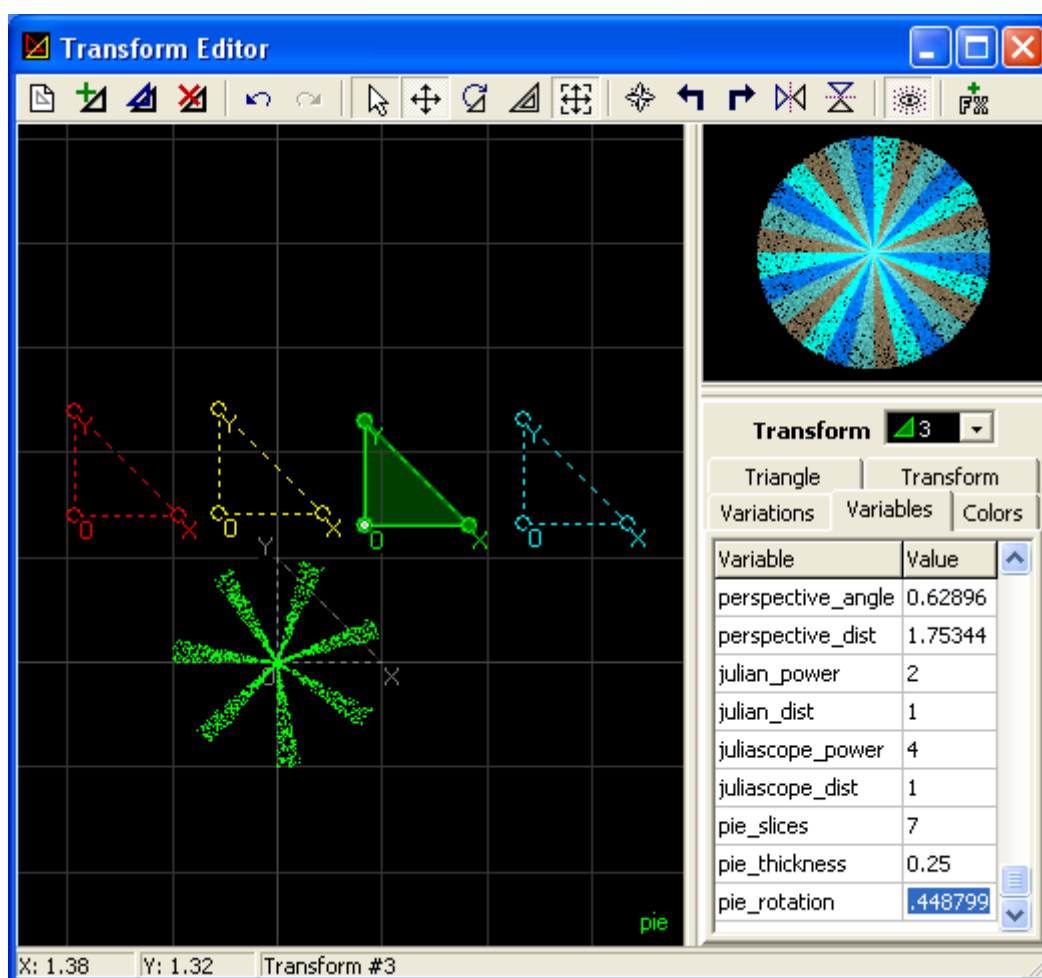 Transform Editor
FX
Y Y Y Y
O X O X O X O X
Y
O X
pie
Transform 3
Triangle Transform
Variations Variables Colors
Variable Value
perspective_angle 0.62896
perspective_dist 1.75344
julian_power 2
julian_dist 1
juliascope_power 4
juliascope_dist 1
pie_slices 7
pie_thickness 0.25
pie_rotation .448799
X: 1.38 Y: 1.32 Transform #3